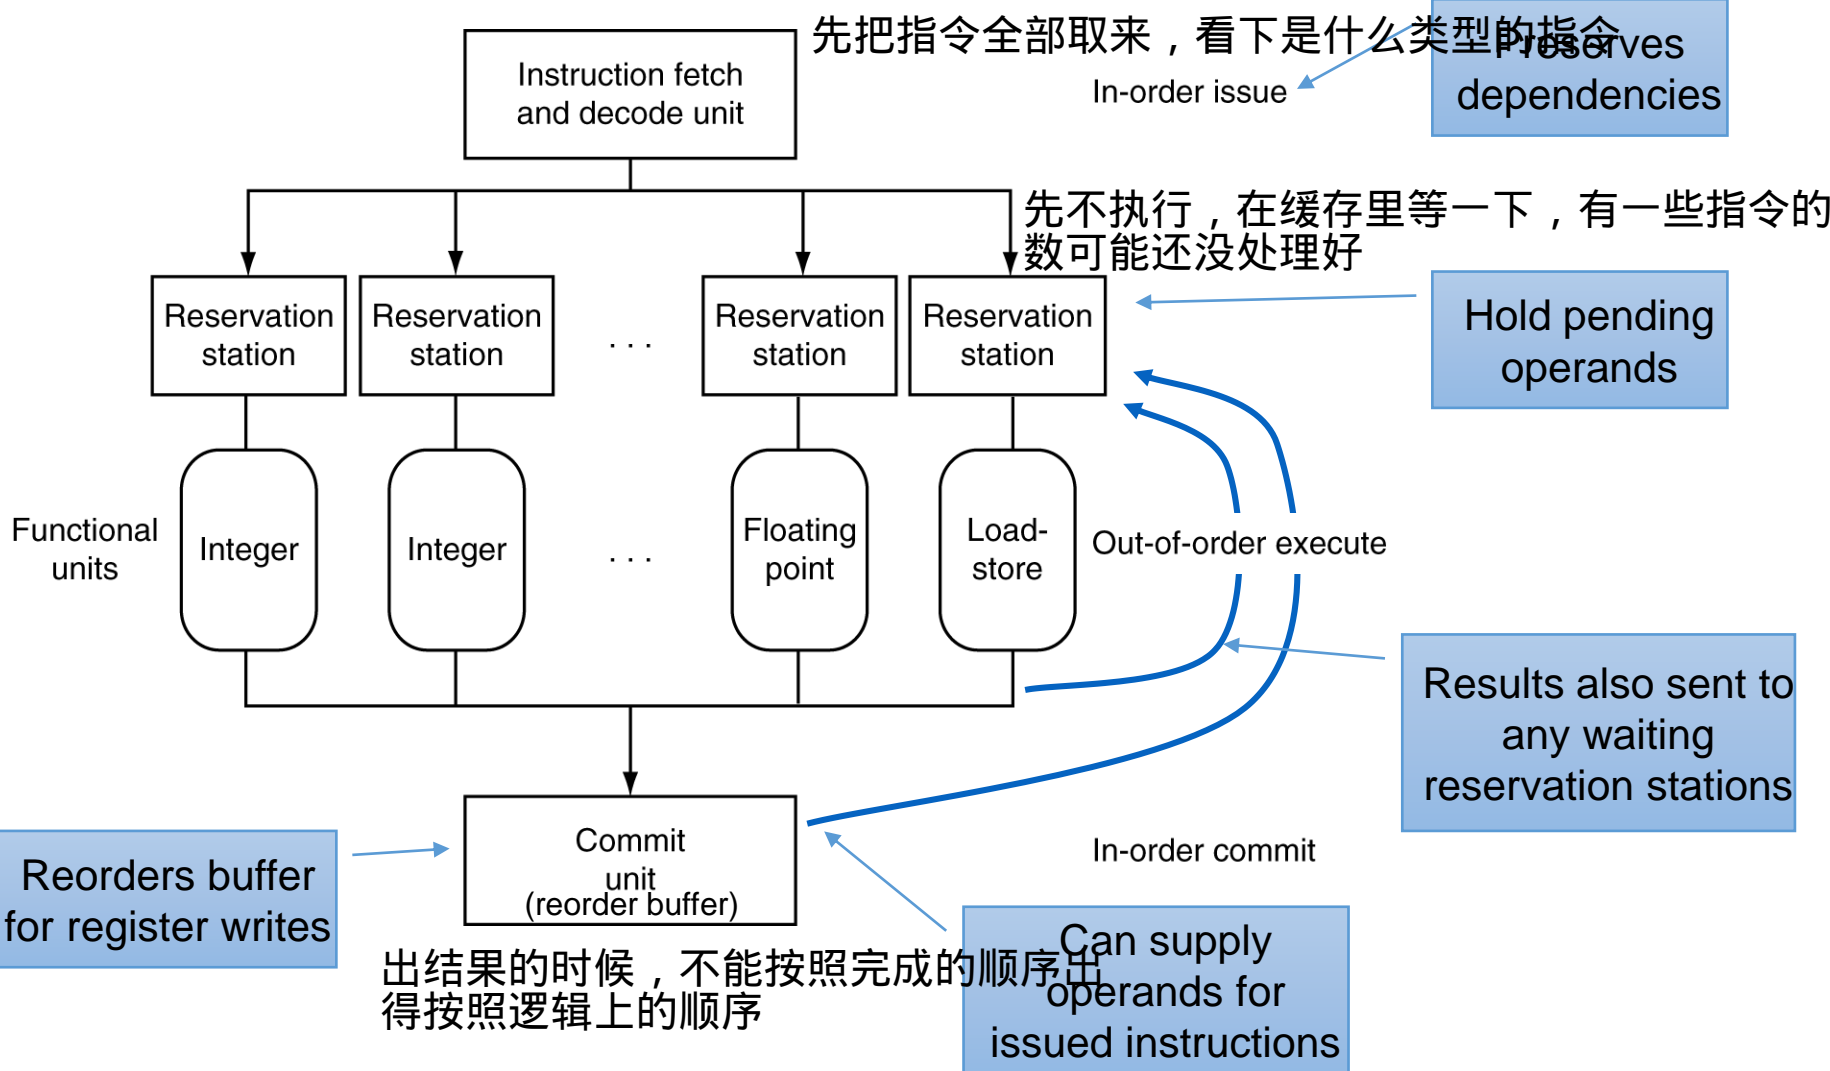 先把指令全部取来，看下是什么类型的指令
Preserves
dependencies
Instruction fetch
and decode unit
In-order issue
先不执行，在缓存里等一下，有一些指令的
数可能还没处理好
Reservation
station
Reservation
station
. . .
Reservation
station
Reservation
station
Hold pending
operands
Functional
units
Integer
Integer
. . .
Floating
point
Load-
store
Out-of-order execute
Results also sent to
any waiting
reservation stations
Commit
unit
(reorder buffer)
In-order commit
Reorders buffer
for register writes
出结果的时候，不能按照完成的顺序出
得按照逻辑上的顺序
Can supply
operands for
issued instructions